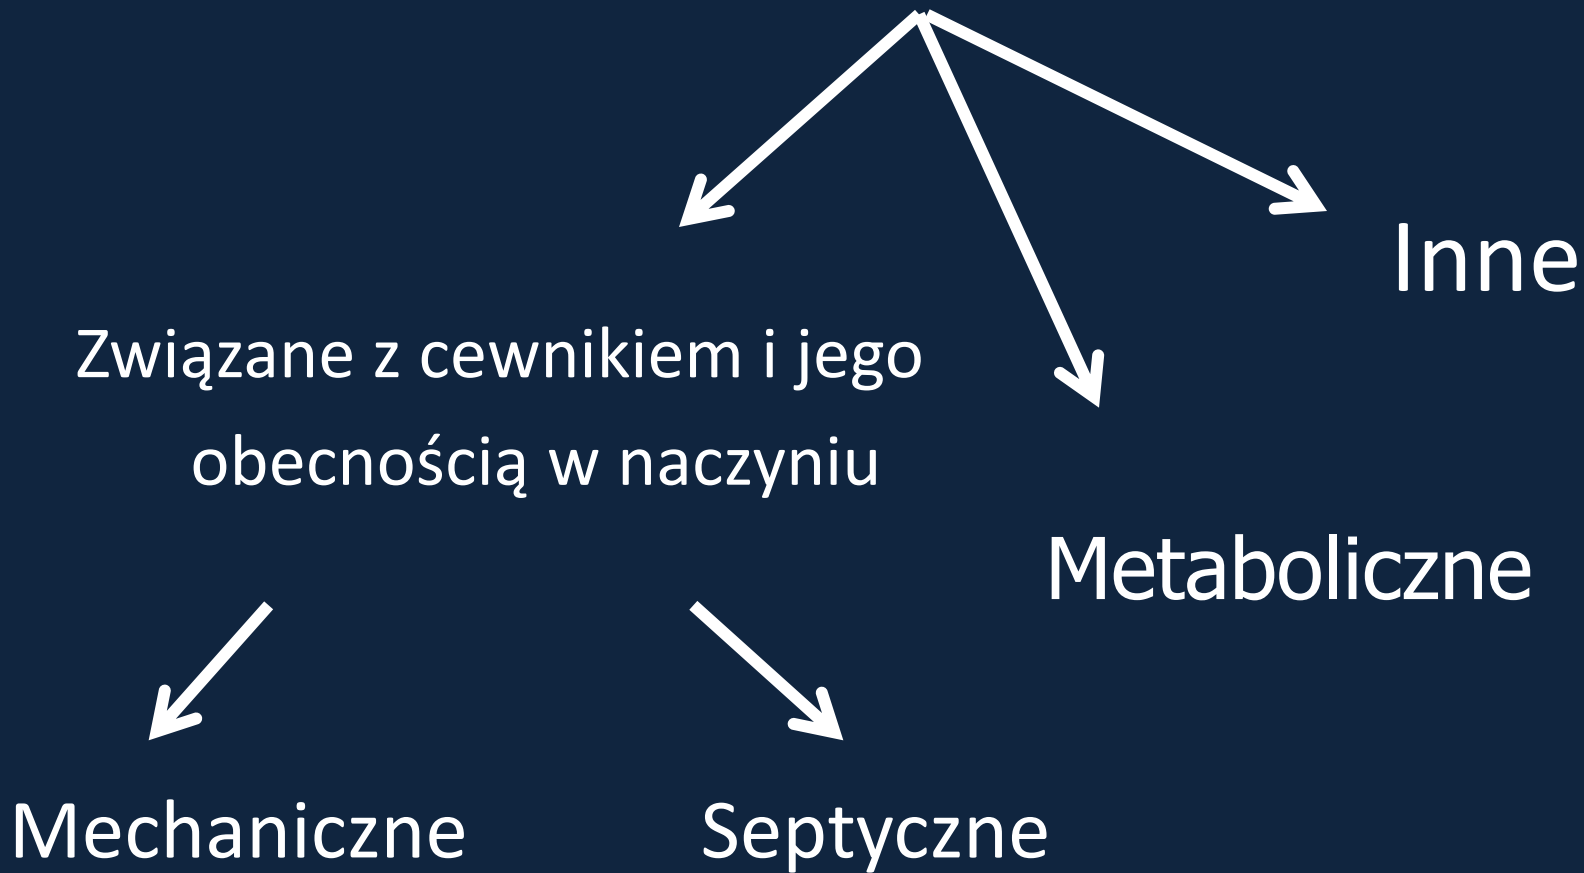 Inne
Związane z cewnikiem i jego
obecnością w naczyniu
Metaboliczne
Mechaniczne
Septyczne